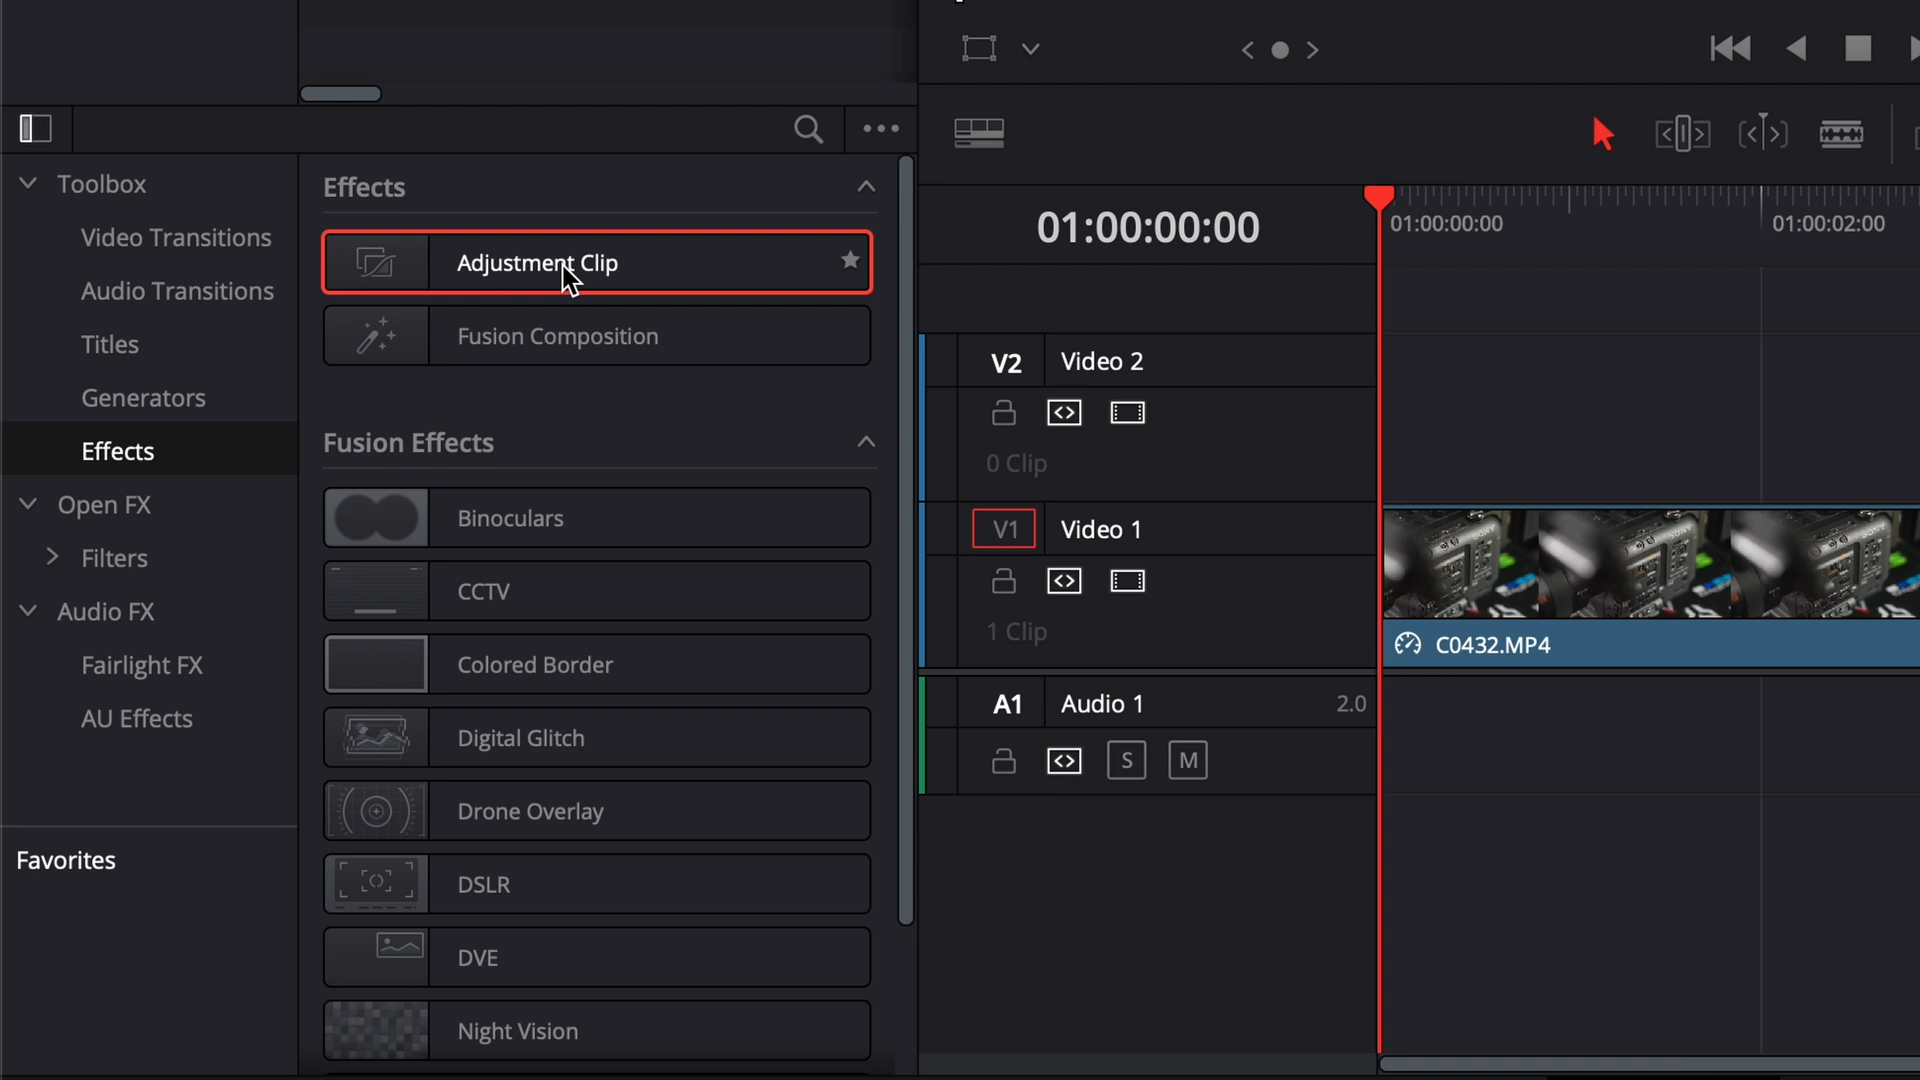 Toolbox
Video Transitions
Audio Transitions
Titles
Generators
Effects
Open FX
Filters
Audio FX
Fairlight FX
AU Effects
Favorites
Effects
Adjustment Clip
Fusion Composition
Fusion Effects
Binoculars
CCTV
Colored Border
Digital Glitch
Drone Overlay
DSLR
DVE
Night Vision
01:00:00:00
01:00:00:00
01:00:02:00
V2 Video 2
0 Clip
V1 Video 1
1 Clip
SONY
C0432.MP4
A1 Audio 1 2.0
S M